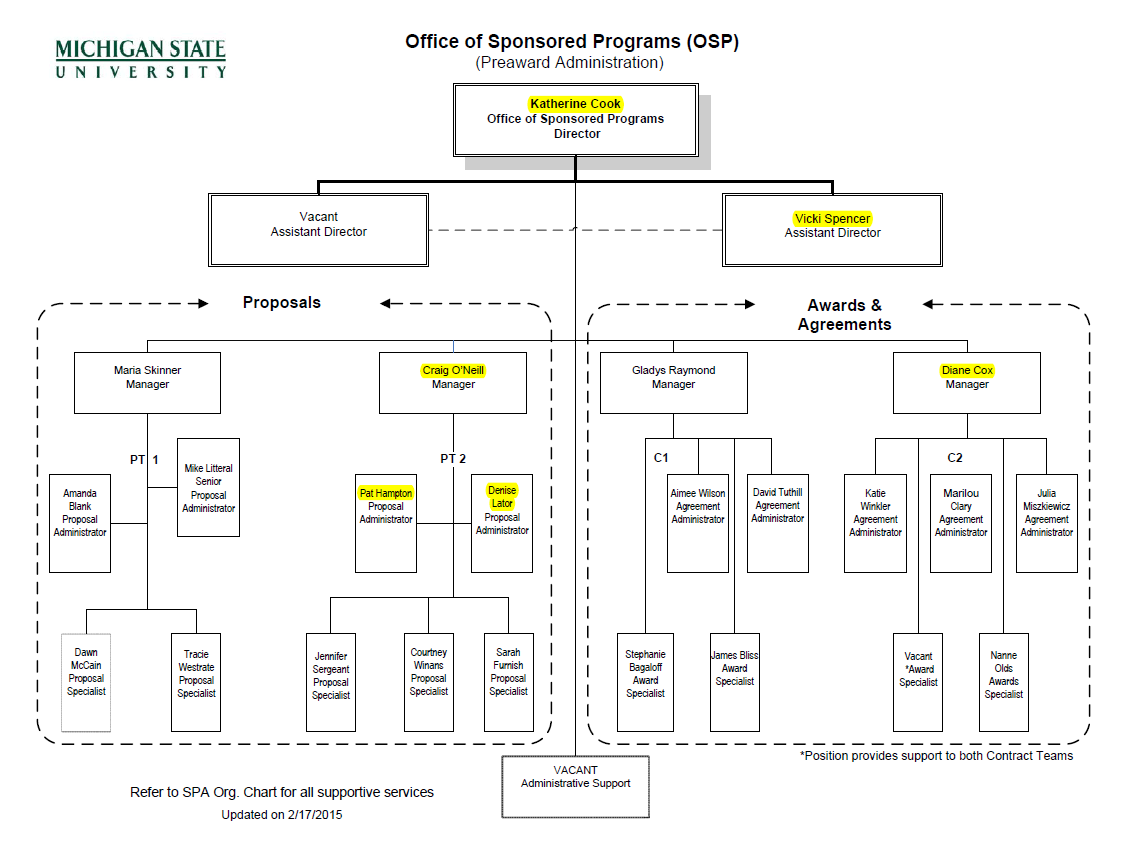 MICHIGAN STATE
UNIVERSITY
Office of Sponsored Programs (OSP)
(Preaward Administration)
Katherine Cook
Office of Sponsored Programs
Director
Vacant
Assistant Director
Vicki Spencer
Assistant Director
Proposals
Awards &
Agreements
Maria Skinner
Manager
Craig O'Neill
Manager
Gladys Raymond
Manager
Diane Cox
Manager
PT 1
Mike Litteral
Senior
Proposal
Administrator
Amanda
Blank
Proposal
Administrator
PT 2
Pat Hampton
Proposal
Administrator
Denise
Lator
Proposal
Administrator
C1
Aimee Wilson
Agreement
Administrator
David Tuthill
Agreement
Administrator
C2
Katie
Winkler
Agreement
Administrator
Marilou
Clary
Agreement
Administrator
Julia
Miszkiewicz
Agreement
Administrator
Dawn
McCain
Proposal
Specialist
Tracie
Westrate
Proposal
Specialist
Jennifer
Sergeant
Proposal
Specialist
Courtney
Winans
Proposal
Specialist
Sarah
Furnish
Proposal
Specialist
Stephanie
Bagaloff
Award
Specialist
James Bliss
Award
Specialist
Vacant
*Award
Specialist
Nanne
Olds
Awards
Specialist
*Position provides support to both Contract Teams
VACANT
Administrative Support
Refer to SPA Org. Chart for all supportive services
Updated on 2/17/2015